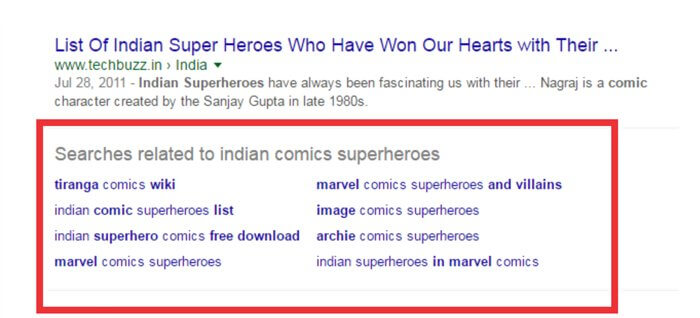 List Of Indian Super Heroes Who Have Won Our Hearts with Their ...
www.techbuzz.in › India
Jul 28, 2011 - Indian Superheroes have always been fascinating us with their ... Nagraj is a comic
character created by the Sanjay Gupta in late 1980s.
Searches related to indian comics superheroes
tiranga comics wiki
indian comic superheroes list
indian superhero comics free download
marvel comics superheroes
marvel comics superheroes and villains
image comics superheroes
archie comics superheroes
indian superheroes in marvel comics